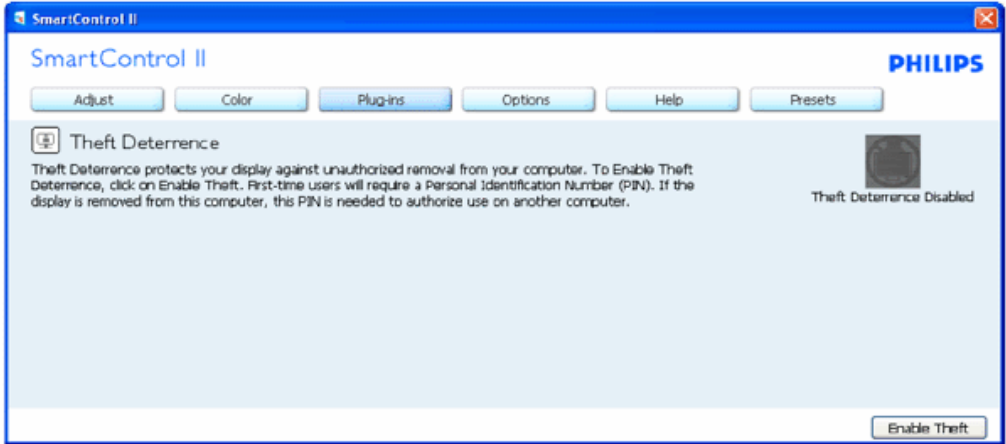 SmartControl II
SmartControl II
PHILIPS
Adjust Color Plug-ins Options Help Presets
Theft Deterrence
Theft Deterrence protects your display against unauthorized removal from your computer. To Enable Theft
Deterrence, click on Enable Theft. First-time users will require a Personal Identification Number (PIN). If the
display is removed from this computer, this PIN is needed to authorize use on another computer.
Theft Deterrence Disabled
Enable Theft